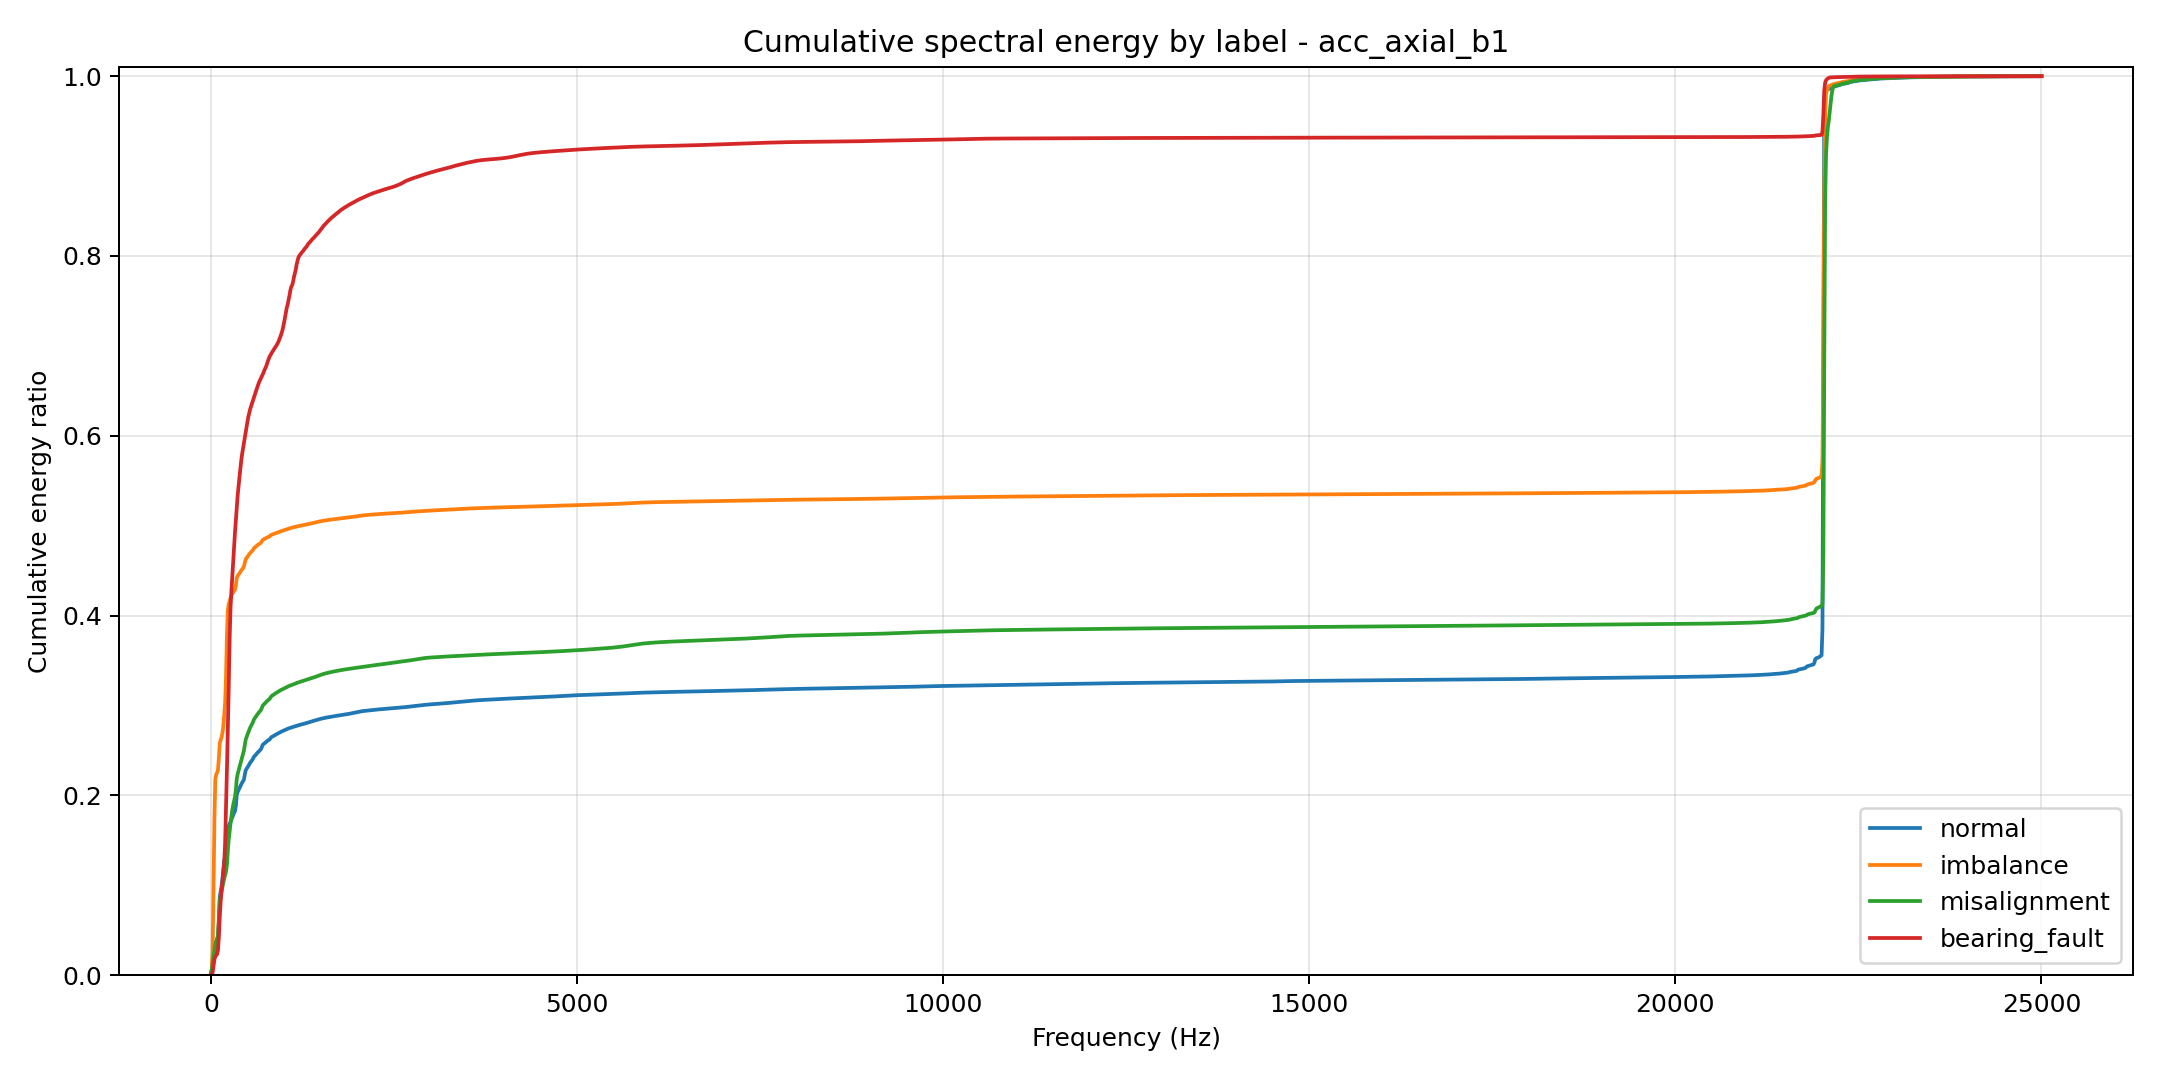 Cumulative spectral energy by label - acc_axial_b1
Cumulative energy ratio
1.0
0.8
0.6
0.4
0.2
0.0
0
5000
10000
15000
20000
25000
Frequency (Hz)
normal
imbalance
misalignment
bearing_fault